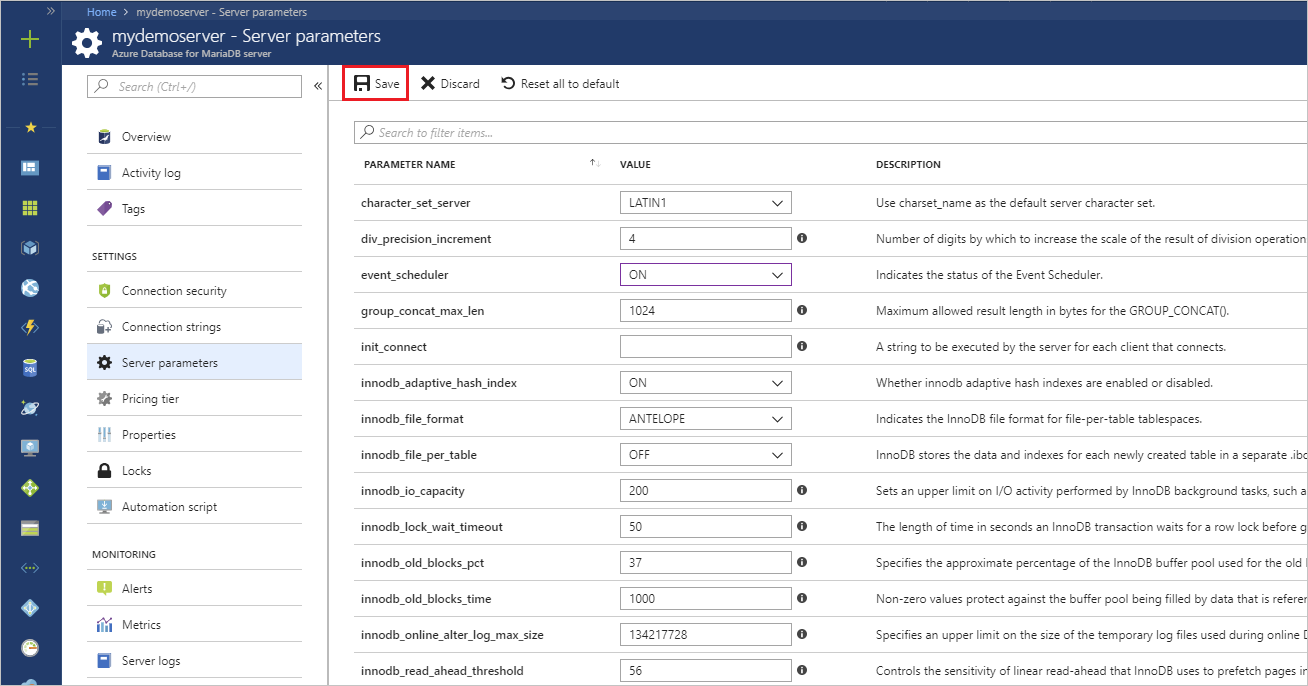 Home > mydemoserver - Server parameters
mydemoserver - Server parameters
Azure Database for MariaDB server
Search (Ctrl+/)
Overview
Activity log
Tags
SETTINGS
Connection security
Connection strings
Server parameters
Pricing tier
Properties
Locks
Automation script
MONITORING
Alerts
Metrics
Server logs
SQL
Save Discard Reset all to default
Search to filter items...
PARAMETER NAME VALUE DESCRIPTION
character_set_server LATIN1 Use charset_name as the default server character set.
div_precision_increment 4 Number of digits by which to increase the scale of the result of division operation
event_scheduler ON Indicates the status of the Event Scheduler.
group_concat_max_len 1024 Maximum allowed result length in bytes for the GROUP_CONCAT().
init_connect A string to be executed by the server for each client that connects.
innodb_adaptive_hash_index ON Whether innodb adaptive hash indexes are enabled or disabled.
innodb_file_format ANTELOPE Indicates the InnoDB file format for file-per-table tablespaces.
innodb_file_per_table OFF InnoDB stores the data and indexes for each newly created table in a separate
innodb_io_capacity 200 Sets an upper limit on I/O activity performed by InnoDB background tasks, such a
innodb_lock_wait_timeout 50 The length of time in seconds an InnoDB transaction waits for a row lock before g
innodb_old_blocks_pct 37 Specifies the approximate percentage of the InnoDB buffer pool used for the old
innodb_old_blocks_time 1000 Non-zero values protect against the buffer pool being filled by data that is refere
innodb_online_alter_log_max_size 134217728 Specifies an upper limit on the size of the temporary log files used during online
innodb_read_ahead_threshold 56 Controls the sensitivity of linear read-ahead that InnoDB uses to prefetch pages in